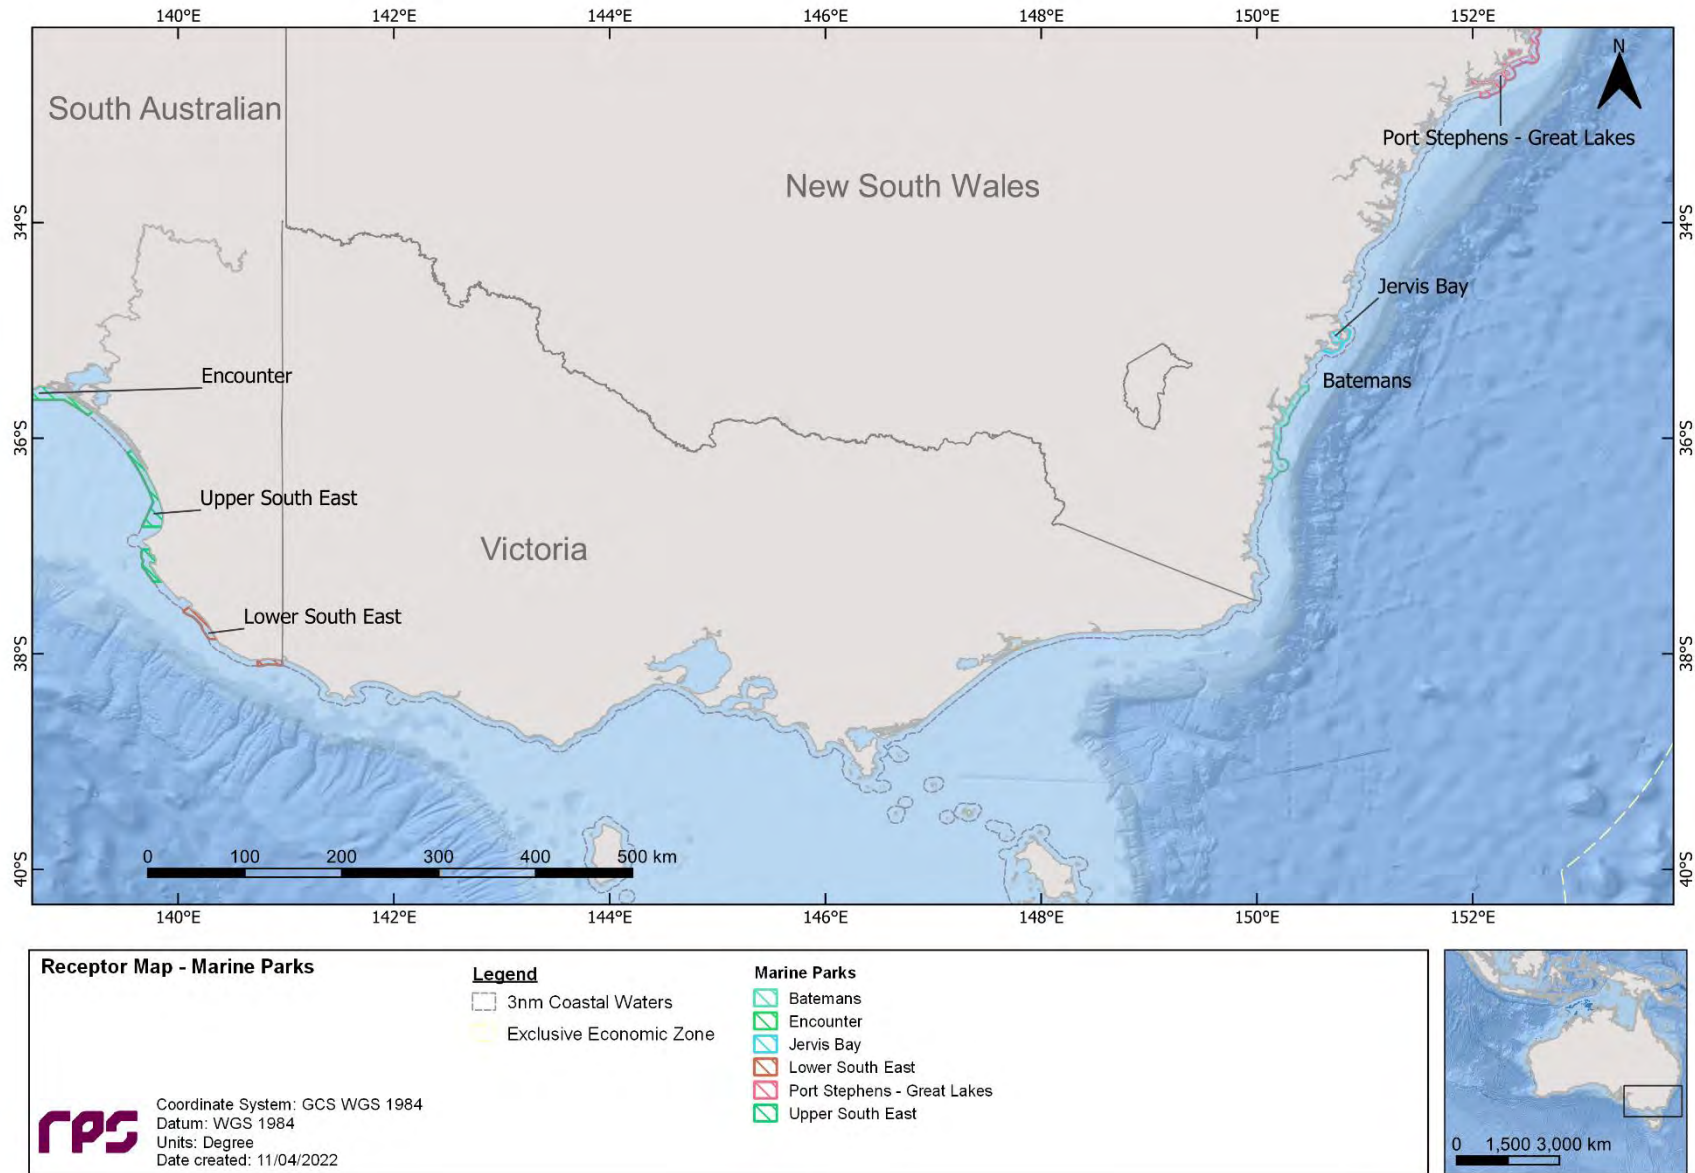 140°E 142°E 144°E 146°E 148°E 150°E 152°E
N
South Australian
Port Stephens - Great Lakes
New South Wales
34°S 34°S
Jervis Bay
Encounter
Batemans
36°S 36°S
Upper South East
Victoria
Lower South East
38°S 38°S
0 100 200 300 400 500 km
40°S 40°S
140°E 142°E 144°E 146°E 148°E 150°E 152°E
Receptor Map - Marine Parks
Legend
3nm Coastal Waters
Exclusive Economic Zone
Marine Parks
Batemans
Encounter
Jervis Bay
Lower South East
Port Stephens - Great Lakes
Upper South East
rps
Coordinate System: GCS WGS 1984
Datum: WGS 1984
Units: Degree
Date created: 11/04/2022
0 1,500 3,000 km